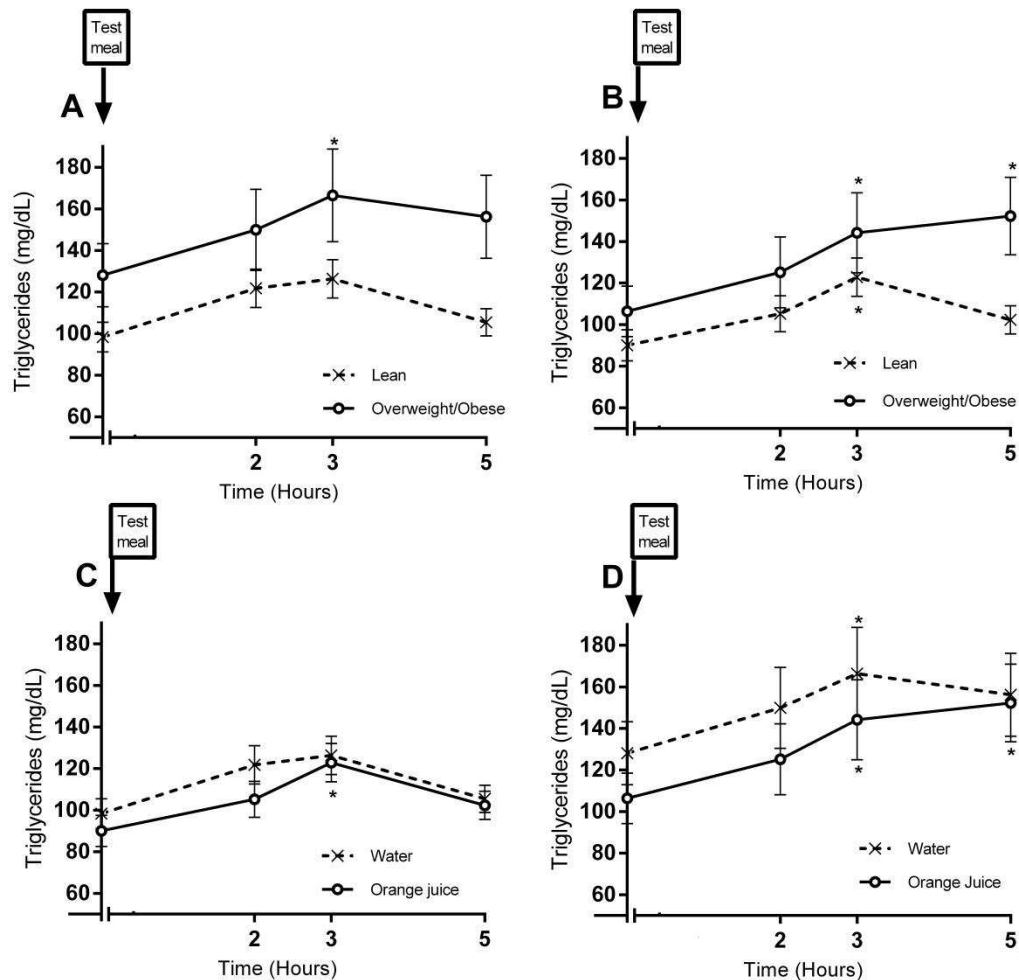 Test
meal
A
*
180
160
140
120
100
80
60
Triglycerides (mg/dL)
Lean
Overweight/Obese
2
3
5
Time (Hours)
Test
meal
B
*
*
*
180
160
140
120
100
80
60
Triglycerides (mg/dL)
Lean
Overweight/Obese
2
3
5
Time (Hours)
Test
meal
C
*
180
160
140
120
100
80
60
Triglycerides (mg/dL)
Water
Orange juice
2
3
5
Time (Hours)
Test
meal
D
*
*
*
180
160
140
120
100
80
60
Triglycerides (mg/dL)
Water
Orange Juice
2
3
5
Time (Hours)